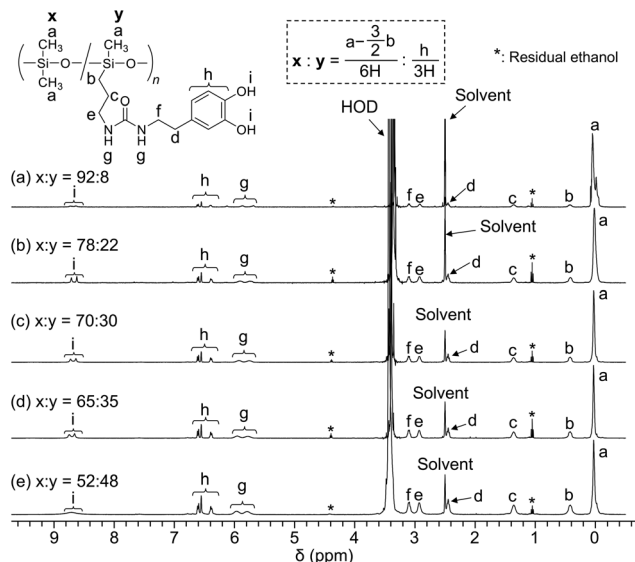 x y
a a
CH₃ CH₃
Si O Si O n
CH₃ b
a c O h i
e f OH
N H N H d OH
g g i
x : y = a− 3/2 b / 6H : h / 3H
*: Residual ethanol
HOD Solvent
(a) x:y = 92:8 i h g * f e d c * b a
(b) x:y = 78:22 i h g * f e Solvent d c * b
(c) x:y = 70:30 i h g * f e Solvent d c * b a
(d) x:y = 65:35 i h g * f e Solvent d c * b a
(e) x:y = 52:48 i h g * f e Solvent d c * b a
9 8 7 6 5 4 3 2 1 0
δ (ppm)